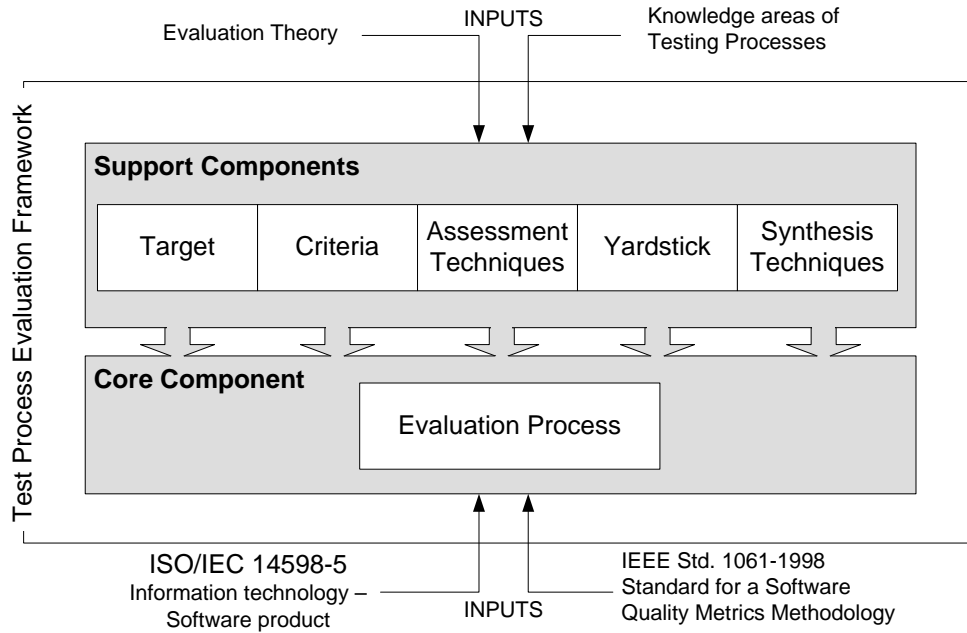 INPUTS
Evaluation Theory
Knowledge areas of
Testing Processes
Test Process Evaluation Framework
Support Components
Target
Criteria
Assessment
Techniques
Yardstick
Synthesis
Techniques
Core Component
Evaluation Process
ISO/IEC 14598-5
Information technology –
Software product
INPUTS
IEEE Std. 1061-1998
Standard for a Software
Quality Metrics Methodology